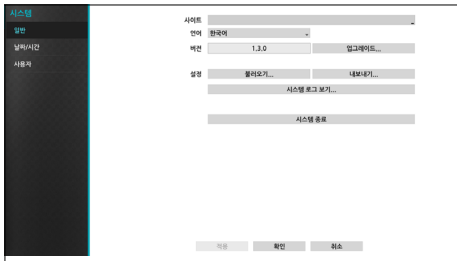 시스템
일반
날짜/시간
사용자
사이트
언어 한국어
버전 1.3.0 업그레이드...
설정 불러오기... 내보내기...
시스템 로그 보기...
시스템 종료
적용 확인 취소